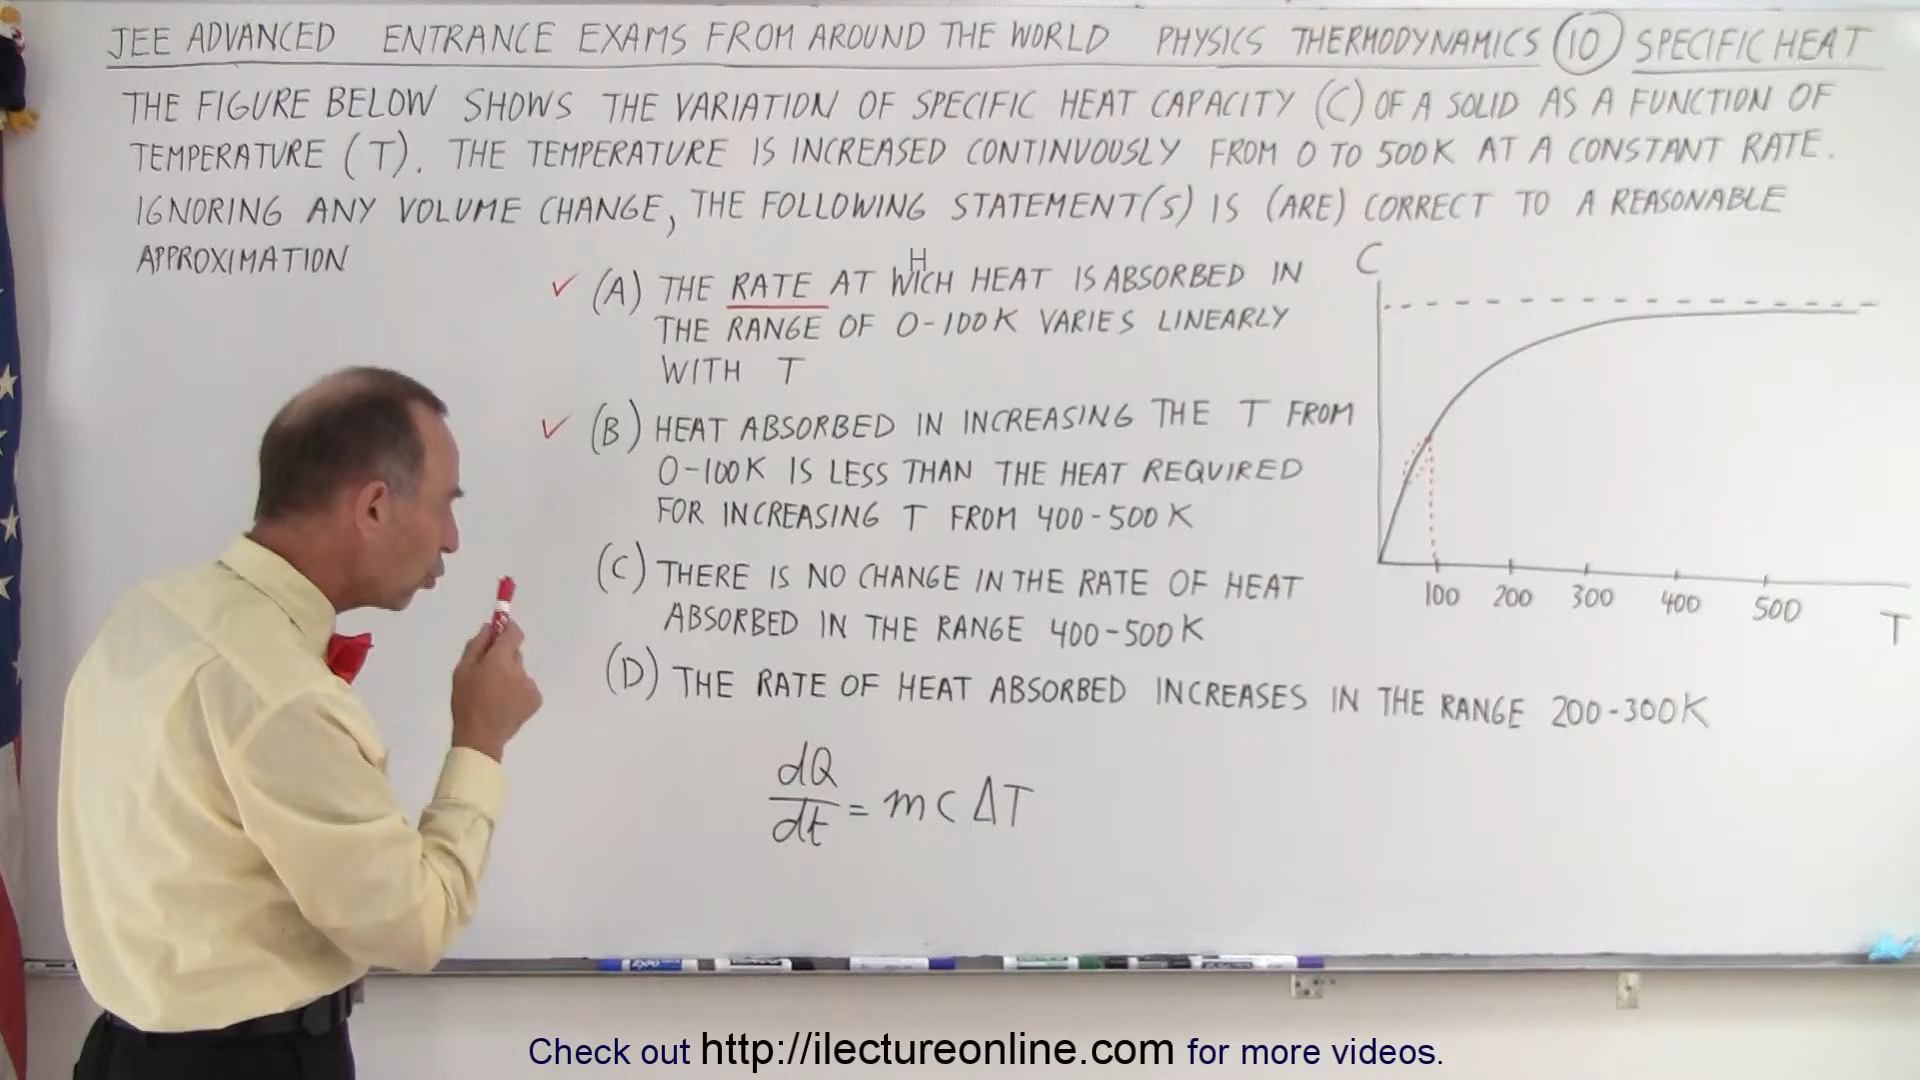 JEE ADVANCED ENTRANCE EXAMS FROM AROUND THE WORLD PHYSICS THERMODYNAMICS 10 SPECIFIC HEAT
THE FIGURE BELOW SHOWS THE VARIATION OF SPECIFIC HEAT CAPACITY (C) OF A SOLID AS A FUNCTION OF
TEMPERATURE (T). THE TEMPERATURE IS INCREASED CONTINVOUSLY FROM 0 TO 500K AT A CONSTANT RATE.
IGNORING ANY VOLUME CHANGE, THE FOLLOWING STATEMENT(S) IS (ARE) CORRECT TO A REASONABLE
APPROXIMATION
H
✓ (A) THE RATE AT WICH HEAT IS ABSORBED IN
THE RANGE OF 0-100K VARIES LINEARLY
WITH T
✓ (B) HEAT ABSORBED IN INCREASING THE T FROM
0-100K IS LESS THAN THE HEAT REQUIRED
FOR INCREASING T FROM 400-500K
(C) THERE IS NO CHANGE IN THE RATE OF HEAT
ABSORBED IN THE RANGE 400-500K
(D) THE RATE OF HEAT ABSORBED INCREASES IN THE RANGE 200-300K
C
100 200 300 400 500
T
dQ/dt = mcΔT
Check out http://ilectureonline.com for more videos.